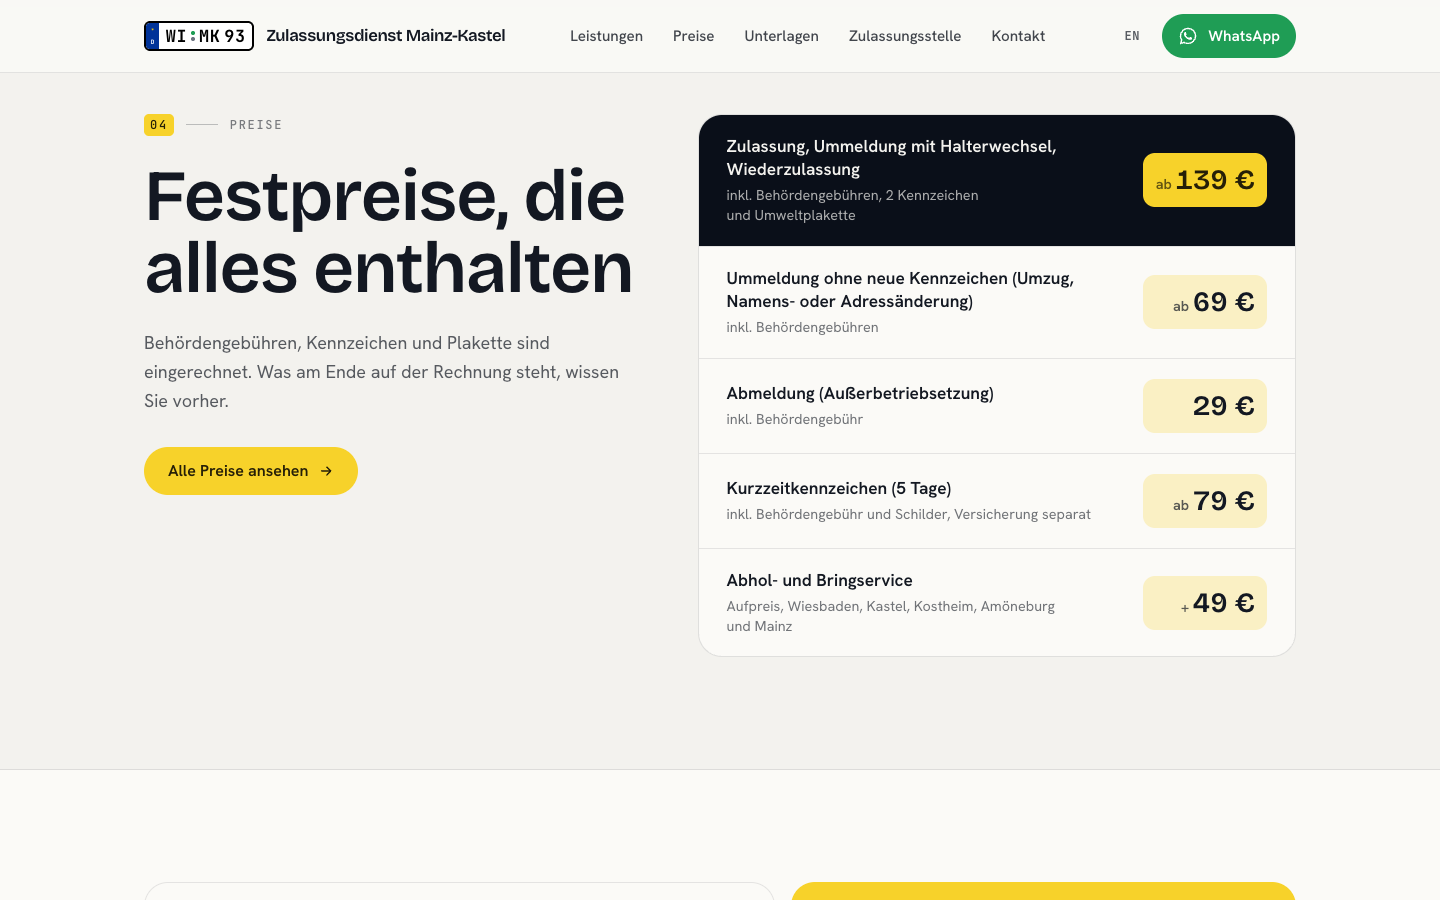 D WI MK 93 Zulassungsdienst Mainz-Kastel Leistungen Preise Unterlagen Zulassungsstelle Kontakt EN WhatsApp
04 PREISE
Festpreise, die
alles enthalten
Behördengebühren, Kennzeichen und Plakette sind
eingerechnet. Was am Ende auf der Rechnung steht, wissen
Sie vorher.
Alle Preise ansehen →
Zulassung, Ummeldung mit Halterwechsel,
Wiederzulassung
inkl. Behördengebühren, 2 Kennzeichen
und Umweltplakette
ab 139 €
Ummeldung ohne neue Kennzeichen (Umzug,
Namens- oder Adressänderung)
inkl. Behördengebühren
ab 69 €
Abmeldung (Außerbetriebsetzung)
inkl. Behördengebühr
29 €
Kurzzeitkennzeichen (5 Tage)
inkl. Behördengebühr und Schilder, Versicherung separat
ab 79 €
Abhol- und Bringservice
Aufpreis, Wiesbaden, Kastel, Kostheim, Amöneburg
und Mainz
+ 49 €